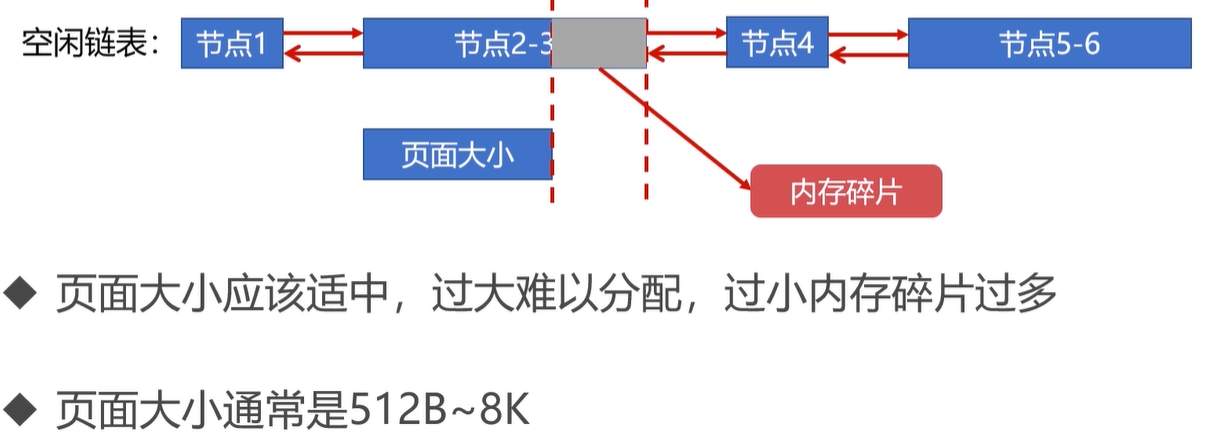 空闲链表： 节点1 节点2-3 节点4 节点5-6
页面大小
内存碎片
◆ 页面大小应该适中，过大难以分配，过小内存碎片过多
◆ 页面大小通常是512B~8K